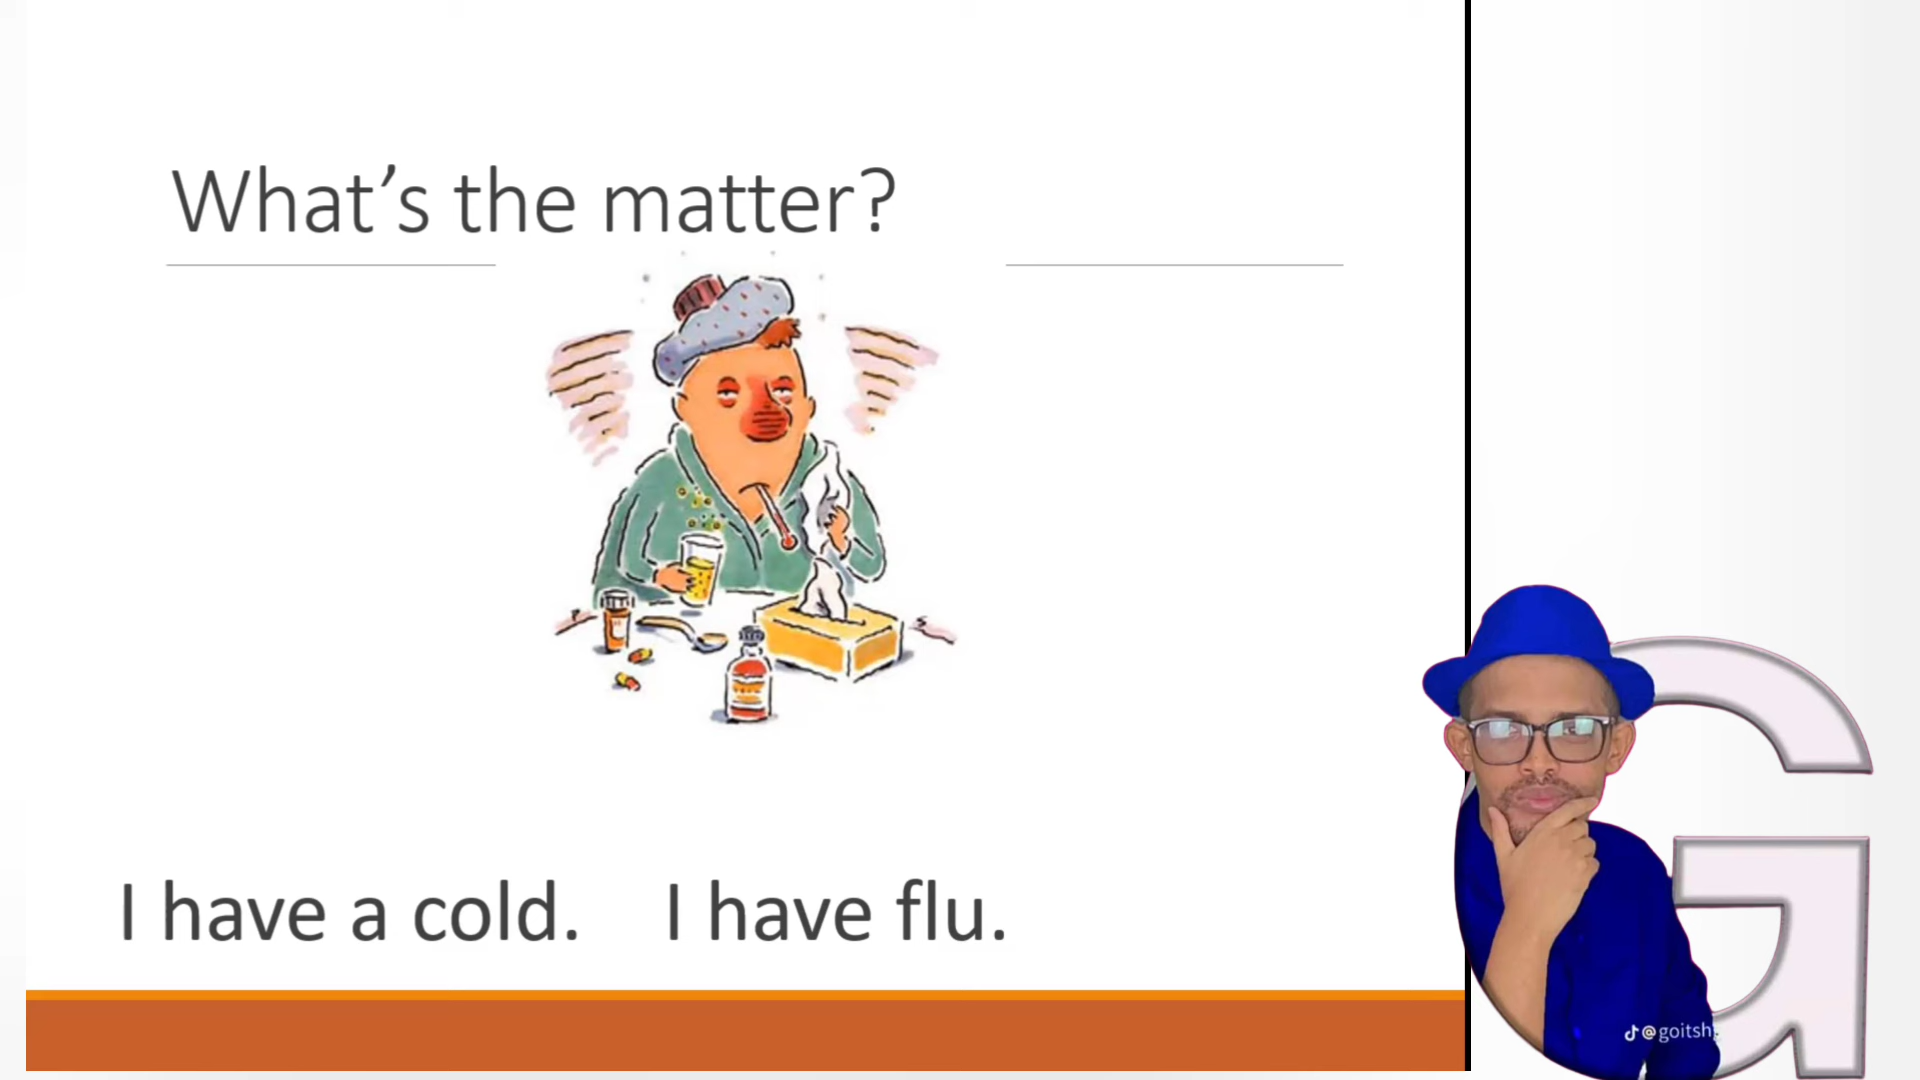 What’s the matter?
I have a cold. I have flu.
@goitsh
G